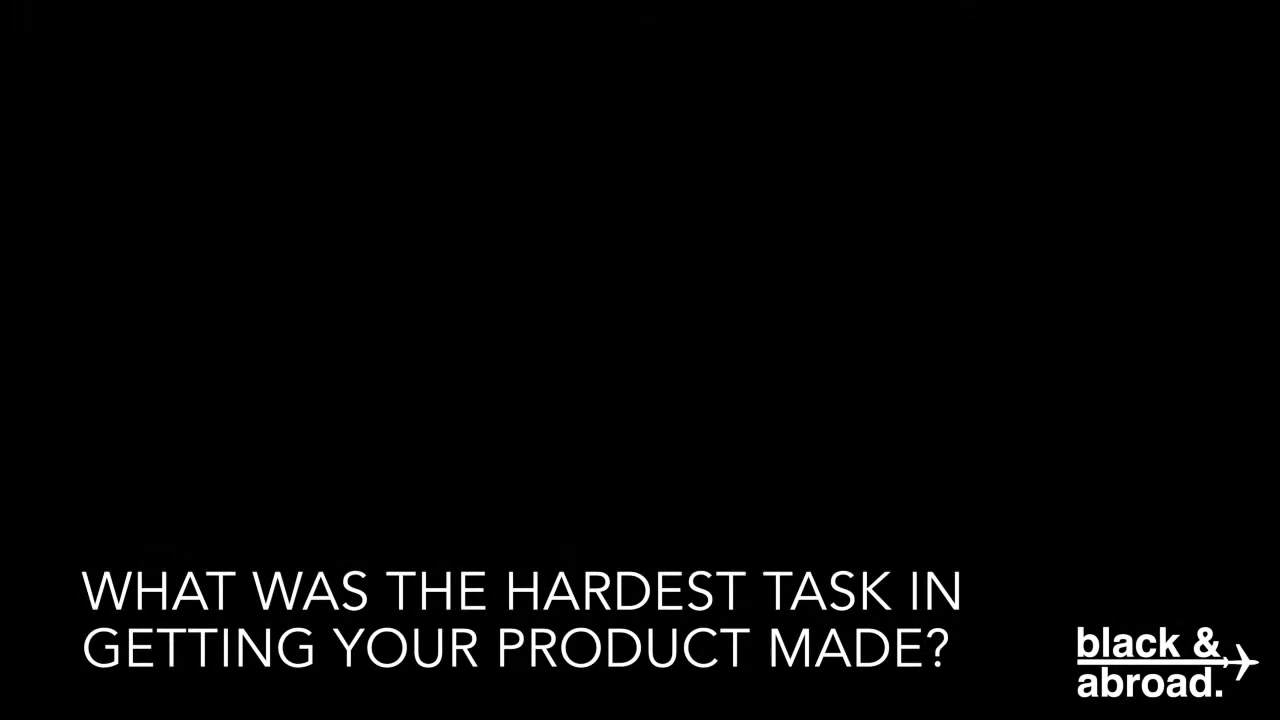 WHAT WAS THE HARDEST TASK IN
GETTING YOUR PRODUCT MADE?
black &
abroad.